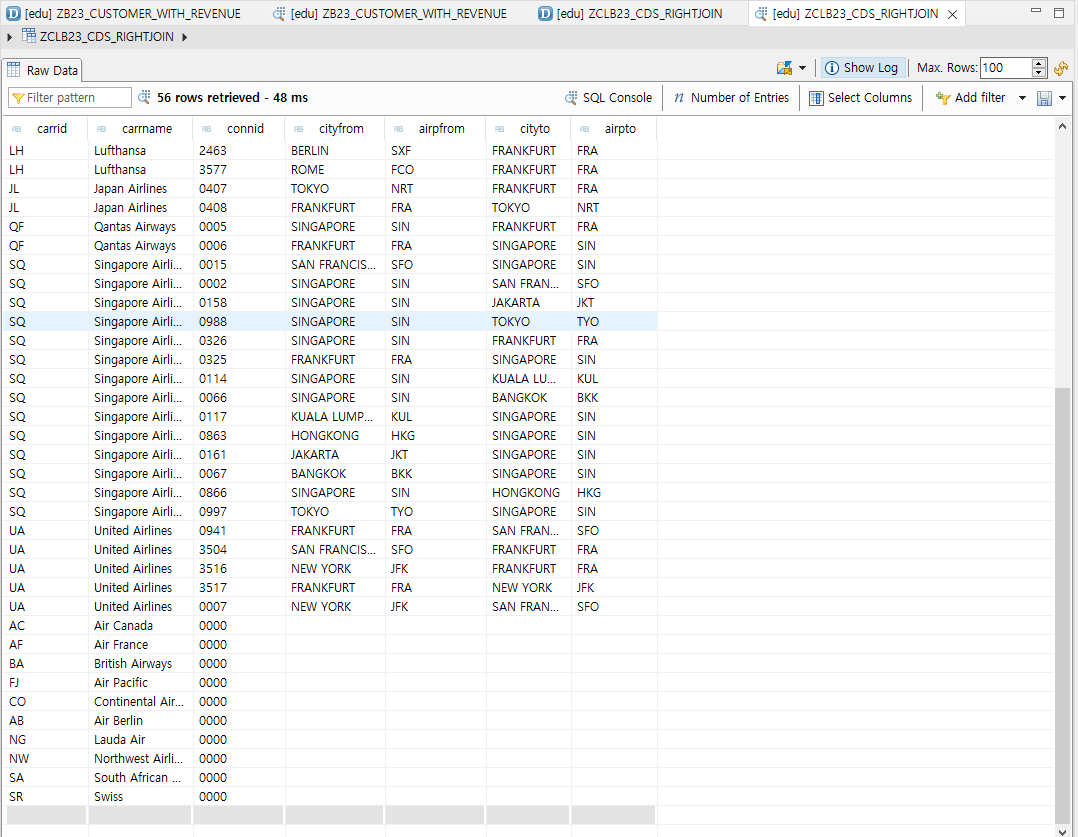 [edu] ZB23_CUSTOMER_WITH_REVENUE [edu] ZB23_CUSTOMER_WITH_REVENUE [edu] ZCLB23_CDS_RIGHTJOIN [edu] ZCLB23_CDS_RIGHTJOIN
ZCLB23_CDS_RIGHTJOIN
Raw Data Show Log Max. Rows: 100
Filter pattern 56 rows retrieved - 48 ms SQL Console n Number of Entries Select Columns Add filter
carrid carrname connid cityfrom airpfrom cityto airpto
LH Lufthansa 2463 BERLIN SXF FRANKFURT FRA
LH Lufthansa 3577 ROME FCO FRANKFURT FRA
JL Japan Airlines 0407 TOKYO NRT FRANKFURT FRA
JL Japan Airlines 0408 FRANKFURT FRA TOKYO NRT
QF Qantas Airways 0005 SINGAPORE SIN FRANKFURT FRA
QF Qantas Airways 0006 FRANKFURT FRA SINGAPORE SIN
SQ Singapore Airli... 0015 SAN FRANCIS... SFO SINGAPORE SIN
SQ Singapore Airli... 0002 SINGAPORE SIN SAN FRAN... SFO
SQ Singapore Airli... 0158 SINGAPORE SIN JAKARTA JKT
SQ Singapore Airli... 0988 SINGAPORE SIN TOKYO TYO
SQ Singapore Airli... 0326 SINGAPORE SIN FRANKFURT FRA
SQ Singapore Airli... 0325 FRANKFURT FRA SINGAPORE SIN
SQ Singapore Airli... 0114 SINGAPORE SIN KUALA LU... KUL
SQ Singapore Airli... 0066 SINGAPORE SIN BANGKOK BKK
SQ Singapore Airli... 0117 KUALA LUMP... KUL SINGAPORE SIN
SQ Singapore Airli... 0863 HONGKONG HKG SINGAPORE SIN
SQ Singapore Airli... 0161 JAKARTA JKT SINGAPORE SIN
SQ Singapore Airli... 0067 BANGKOK BKK SINGAPORE SIN
SQ Singapore Airli... 0866 SINGAPORE SIN HONGKONG HKG
SQ Singapore Airli... 0997 TOKYO TYO SINGAPORE SIN
UA United Airlines 0941 FRANKFURT FRA SAN FRAN... SFO
UA United Airlines 3504 SAN FRANCIS... SFO FRANKFURT FRA
UA United Airlines 3516 NEW YORK JFK FRANKFURT FRA
UA United Airlines 3517 FRANKFURT FRA NEW YORK JFK
UA United Airlines 0007 NEW YORK JFK SAN FRAN... SFO
AC Air Canada 0000
AF Air France 0000
BA British Airways 0000
FJ Air Pacific 0000
CO Continental Air... 0000
AB Air Berlin 0000
NG Lauda Air 0000
NW Northwest Airli... 0000
SA South African ... 0000
SR Swiss 0000